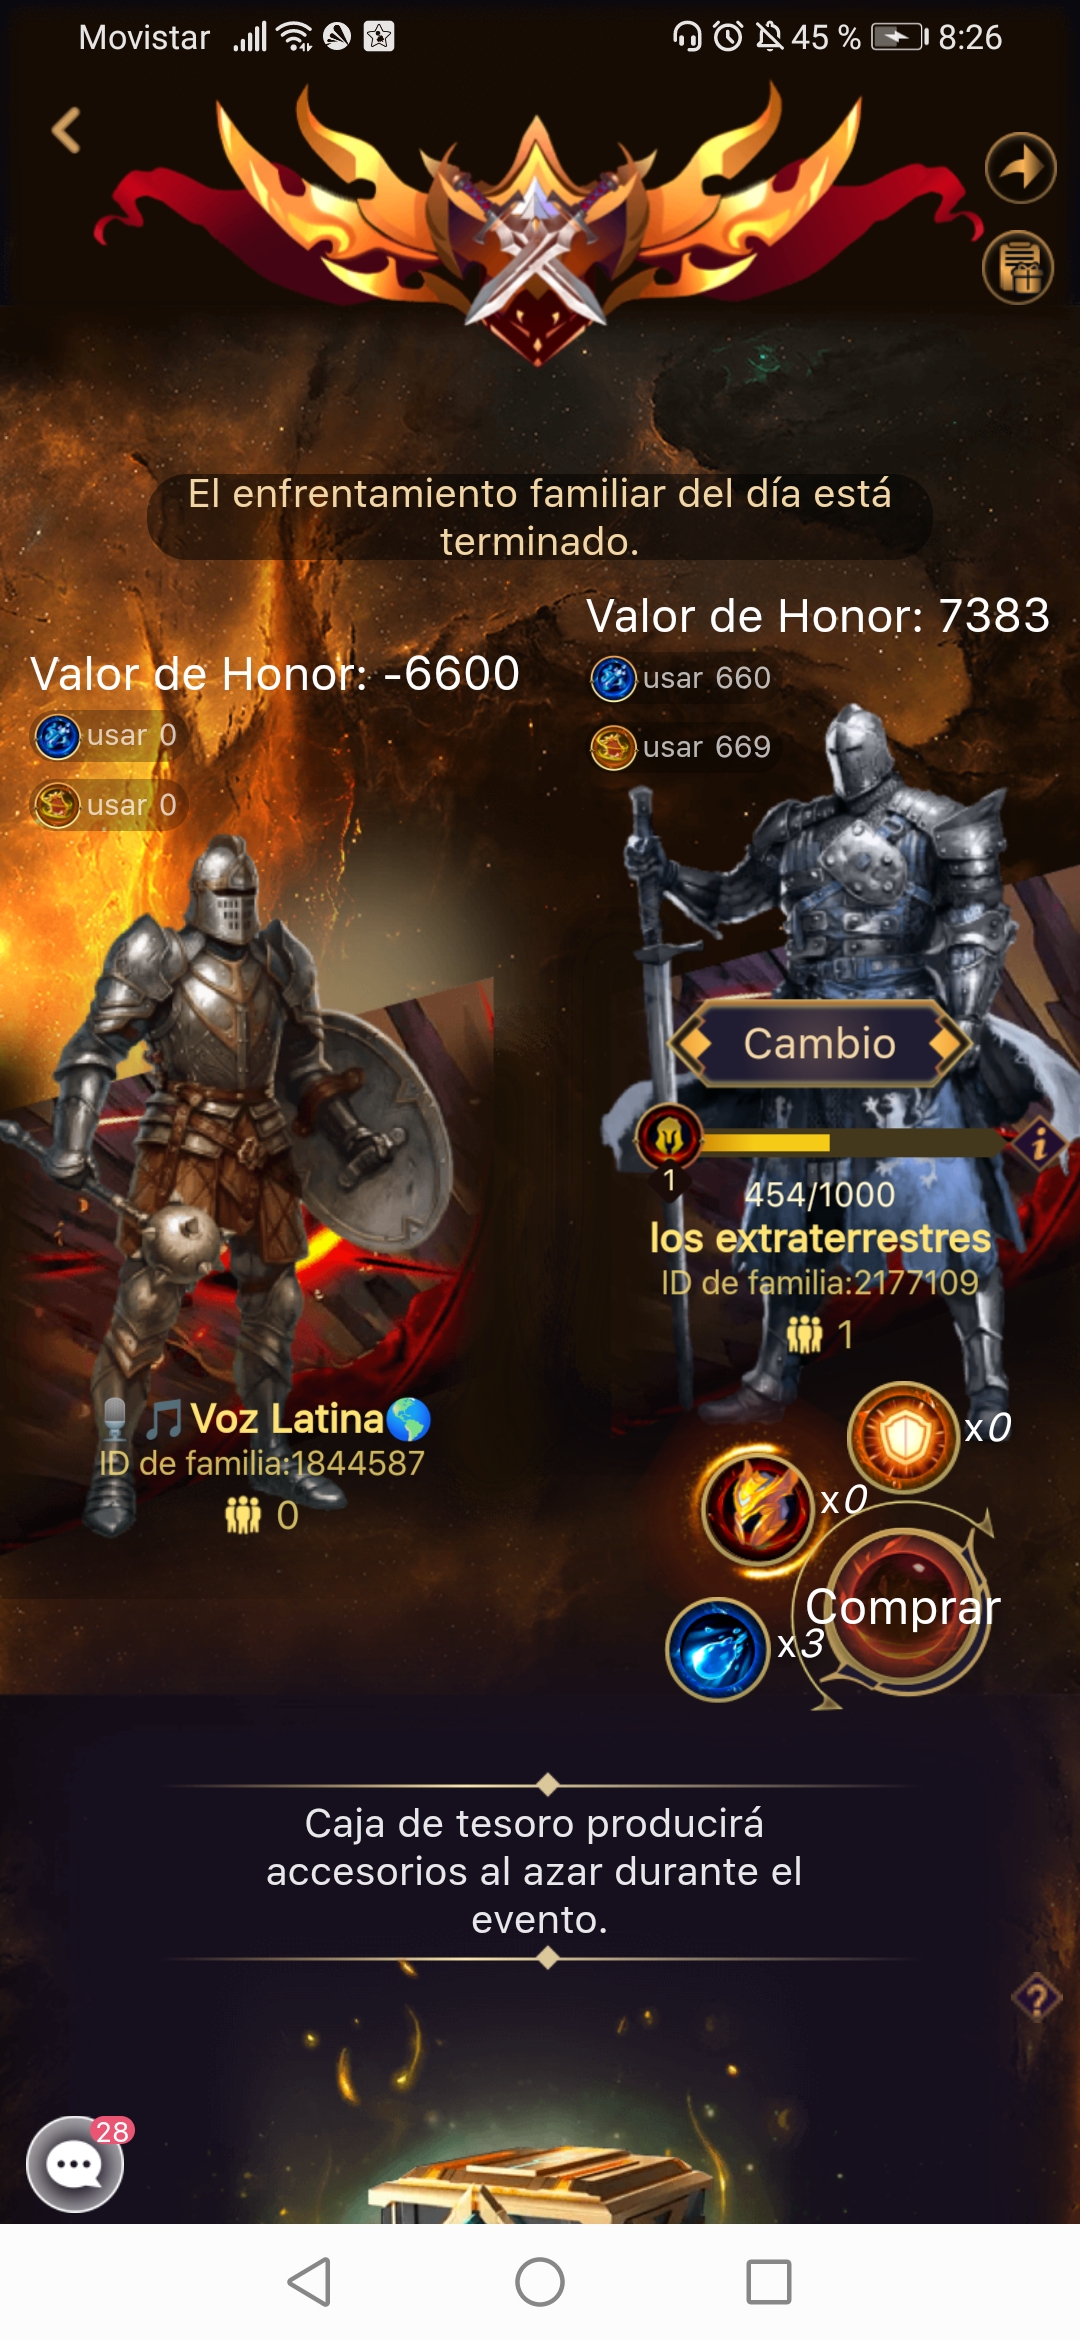 Movistar 45 % 8:26
El enfrentamiento familiar del día está
terminado.
Valor de Honor: -6600
usar 0
usar 0
Valor de Honor: 7383
usar 660
usar 669
Cambio
1
454/1000
los extraterrestres
ID de familia:2177109
1
Voz Latina
ID de familia:1844587
0
x0
x0
x3
Comprar
Caja de tesoro producirá
accesorios al azar durante el
evento.
?
28